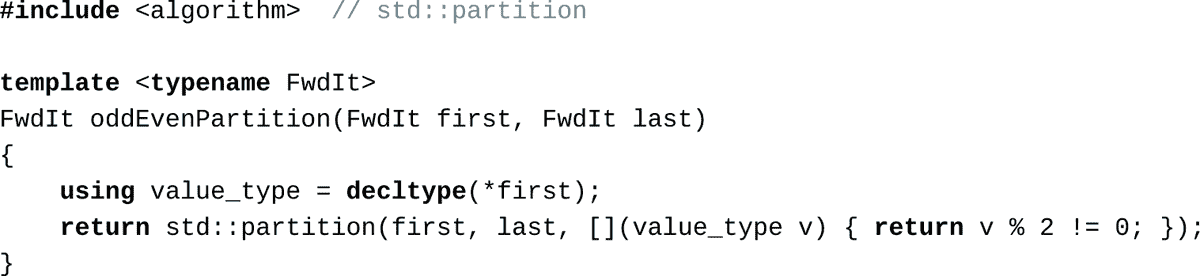 #include <algorithm>  // std::partition
template <typename FwdIt>
FwdIt oddEvenPartition(FwdIt first, FwdIt last)
{
    using value_type = decltype(*first);
    return std::partition(first, last, [](value_type v) { return v % 2 != 0; });
}